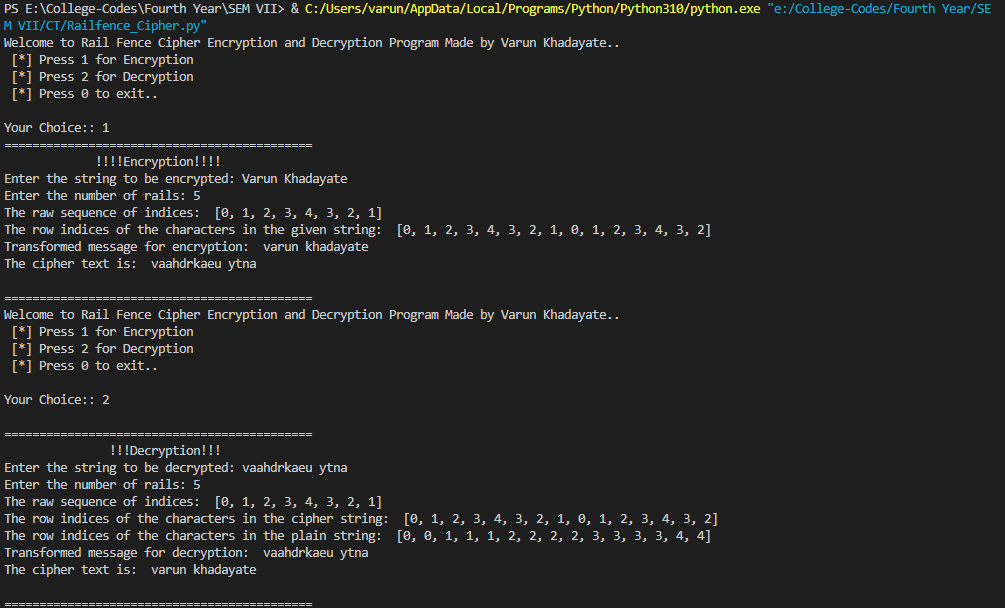 PS E:\College-Codes\Fourth Year\SEM VII> & C:/Users/varun/AppData/Local/Programs/Python/Python310/python.exe "e:/College-Codes/Fourth Year/SE
M VII/CT/Railfence_Cipher.py"
Welcome to Rail Fence Cipher Encryption and Decryption Program Made by Varun Khadayate..
 [*] Press 1 for Encryption
 [*] Press 2 for Decryption
 [*] Press 0 to exit..

Your Choice:: 1
============================================
             !!!!Encryption!!!!
Enter the string to be encrypted: Varun Khadayate
Enter the number of rails: 5
The raw sequence of indices:  [0, 1, 2, 3, 4, 3, 2, 1]
The row indices of the characters in the given string:  [0, 1, 2, 3, 4, 3, 2, 1, 0, 1, 2, 3, 4, 3, 2]
Transformed message for encryption:  varun khadayate
The cipher text is:  vaahdrkaeu ytna

============================================
Welcome to Rail Fence Cipher Encryption and Decryption Program Made by Varun Khadayate..
 [*] Press 1 for Encryption
 [*] Press 2 for Decryption
 [*] Press 0 to exit..

Your Choice:: 2

============================================
               !!!Decryption!!!
Enter the string to be decrypted: vaahdrkaeu ytna
Enter the number of rails: 5
The raw sequence of indices:  [0, 1, 2, 3, 4, 3, 2, 1]
The row indices of the characters in the cipher string:  [0, 1, 2, 3, 4, 3, 2, 1, 0, 1, 2, 3, 4, 3, 2]
The row indices of the characters in the plain string:  [0, 0, 1, 1, 1, 2, 2, 2, 2, 3, 3, 3, 3, 4, 4]
Transformed message for decryption:  vaahdrkaeu ytna
The cipher text is:  varun khadayate

============================================